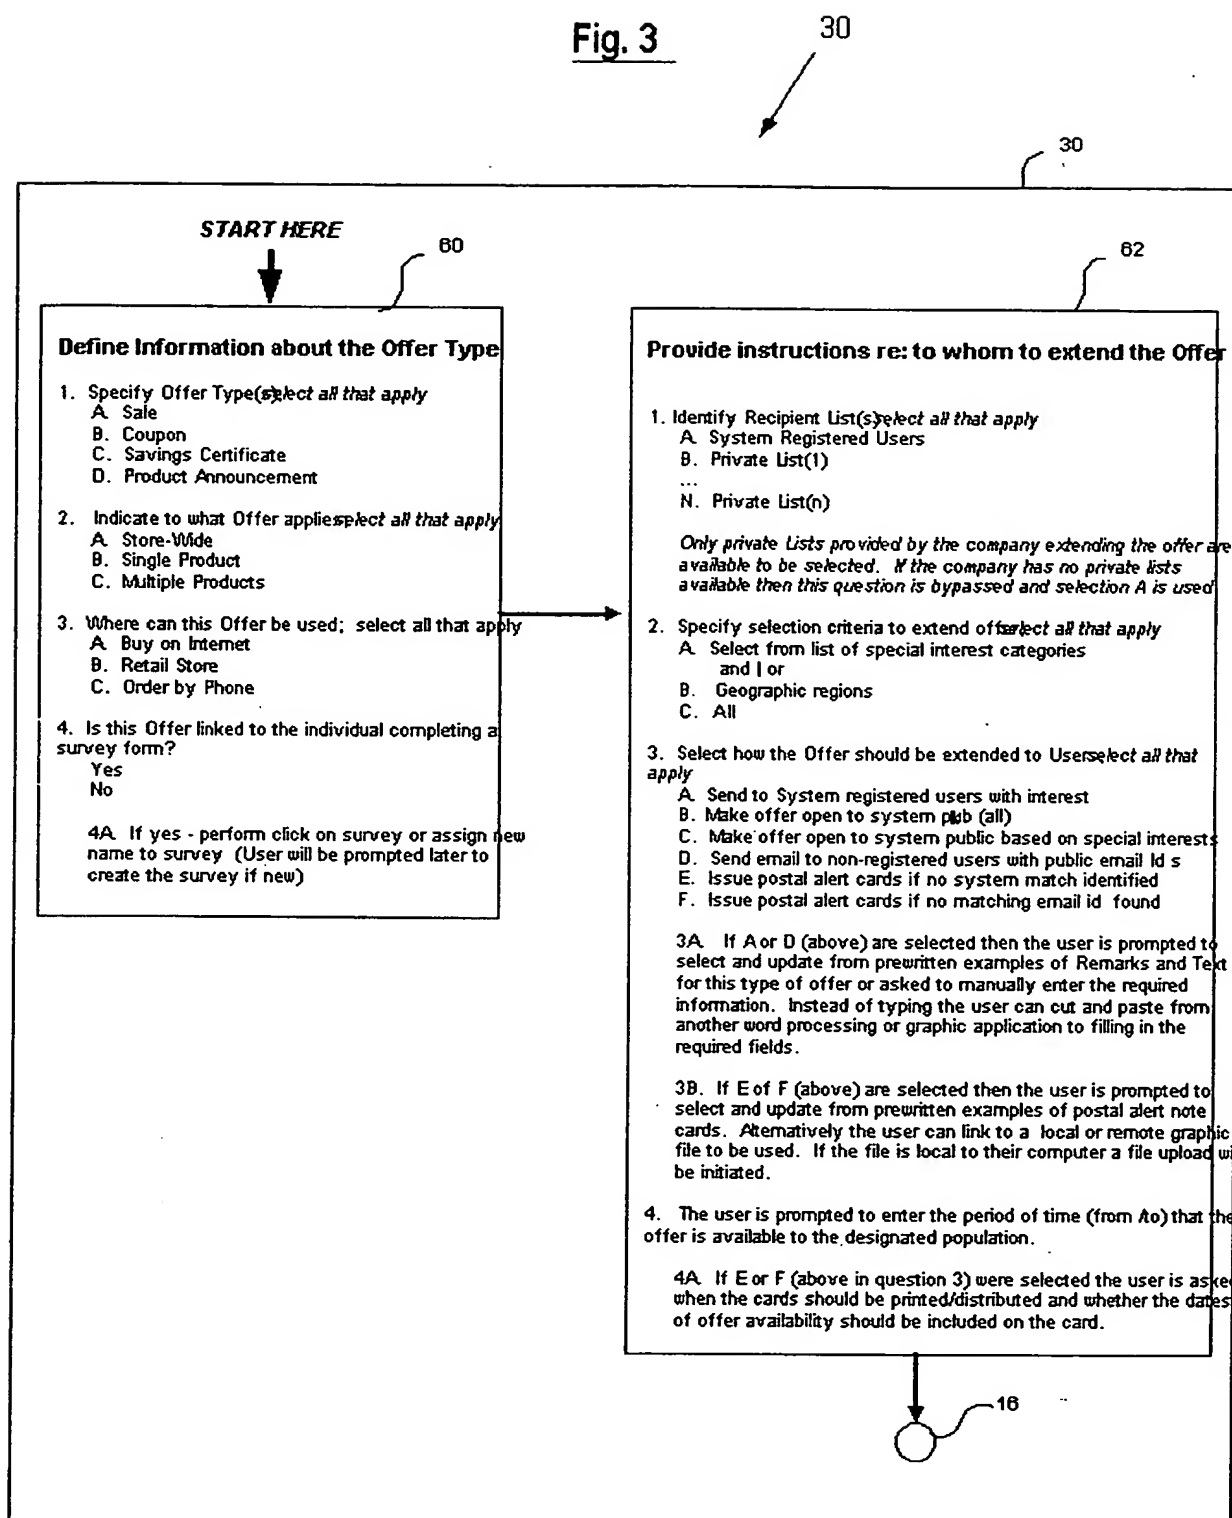 Fig. 3
30
30
START HERE
60
Define Information about the Offer Type
1. Specify Offer Type(s) select all that apply
A. Sale
B. Coupon
C. Savings Certificate
D. Product Announcement
2. Indicate to what Offer applies select all that apply
A. Store-Wide
B. Single Product
C. Multiple Products
3. Where can this Offer be used; select all that apply
A. Buy on Internet
B. Retail Store
C. Order by Phone
4. Is this Offer linked to the individual completing a
survey form?
Yes
No
4A. If yes - perform click on survey or assign new
name to survey (User will be prompted later to
create the survey if new)
62
Provide instructions re: to whom to extend the Offer
1. Identify Recipient List(s) select all that apply
A. System Registered Users
B. Private List(1)
...
N. Private List(n)
Only private Lists provided by the company extending the offer are
available to be selected. If the company has no private lists
available then this question is bypassed and selection A is used
2. Specify selection criteria to extend offer select all that apply
A. Select from list of special interest categories
and | or
B. Geographic regions
C. All
3. Select how the Offer should be extended to User select all that
apply
A. Send to System registered users with interest
B. Make offer open to system pub (all)
C. Make offer open to system public based on special interests
D. Send email to non-registered users with public email Id s
E. Issue postal alert cards if no system match identified
F. Issue postal alert cards if no matching email id found
3A. If A or D (above) are selected then the user is prompted to
select and update from prewritten examples of Remarks and Text
for this type of offer or asked to manually enter the required
information. Instead of typing the user can cut and paste from
another word processing or graphic application to filling in the
required fields.
3B. If E of F (above) are selected then the user is prompted to
select and update from prewritten examples of postal alert note
cards. Alternatively the user can link to a local or remote graphic
file to be used. If the file is local to their computer a file upload wi
be initiated.
4. The user is prompted to enter the period of time (from /to) that the
offer is available to the designated population.
4A. If E or F (above in question 3) were selected the user is asked
when the cards should be printed/distributed and whether the dates
of offer availability should be included on the card.
16